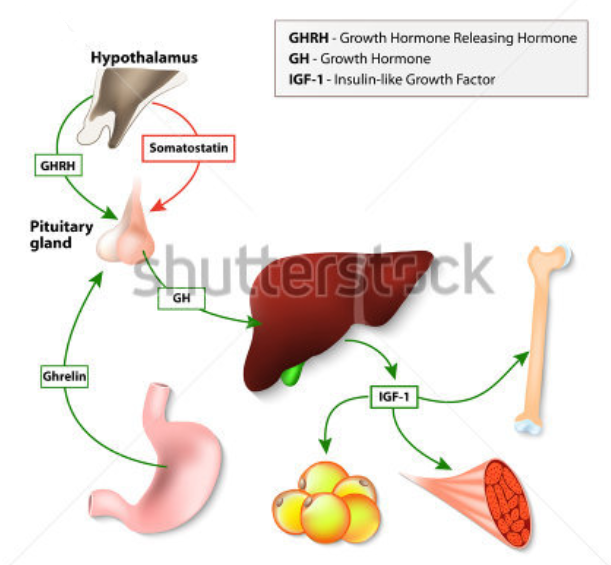 GHRH - Growth Hormone Releasing Hormone
GH - Growth Hormone
IGF-1 - Insulin-like Growth Factor
Hypothalamus
Somatostatin
GHRH
Pituitary
gland
shutterstock
GH
Ghrelin
IGF-1